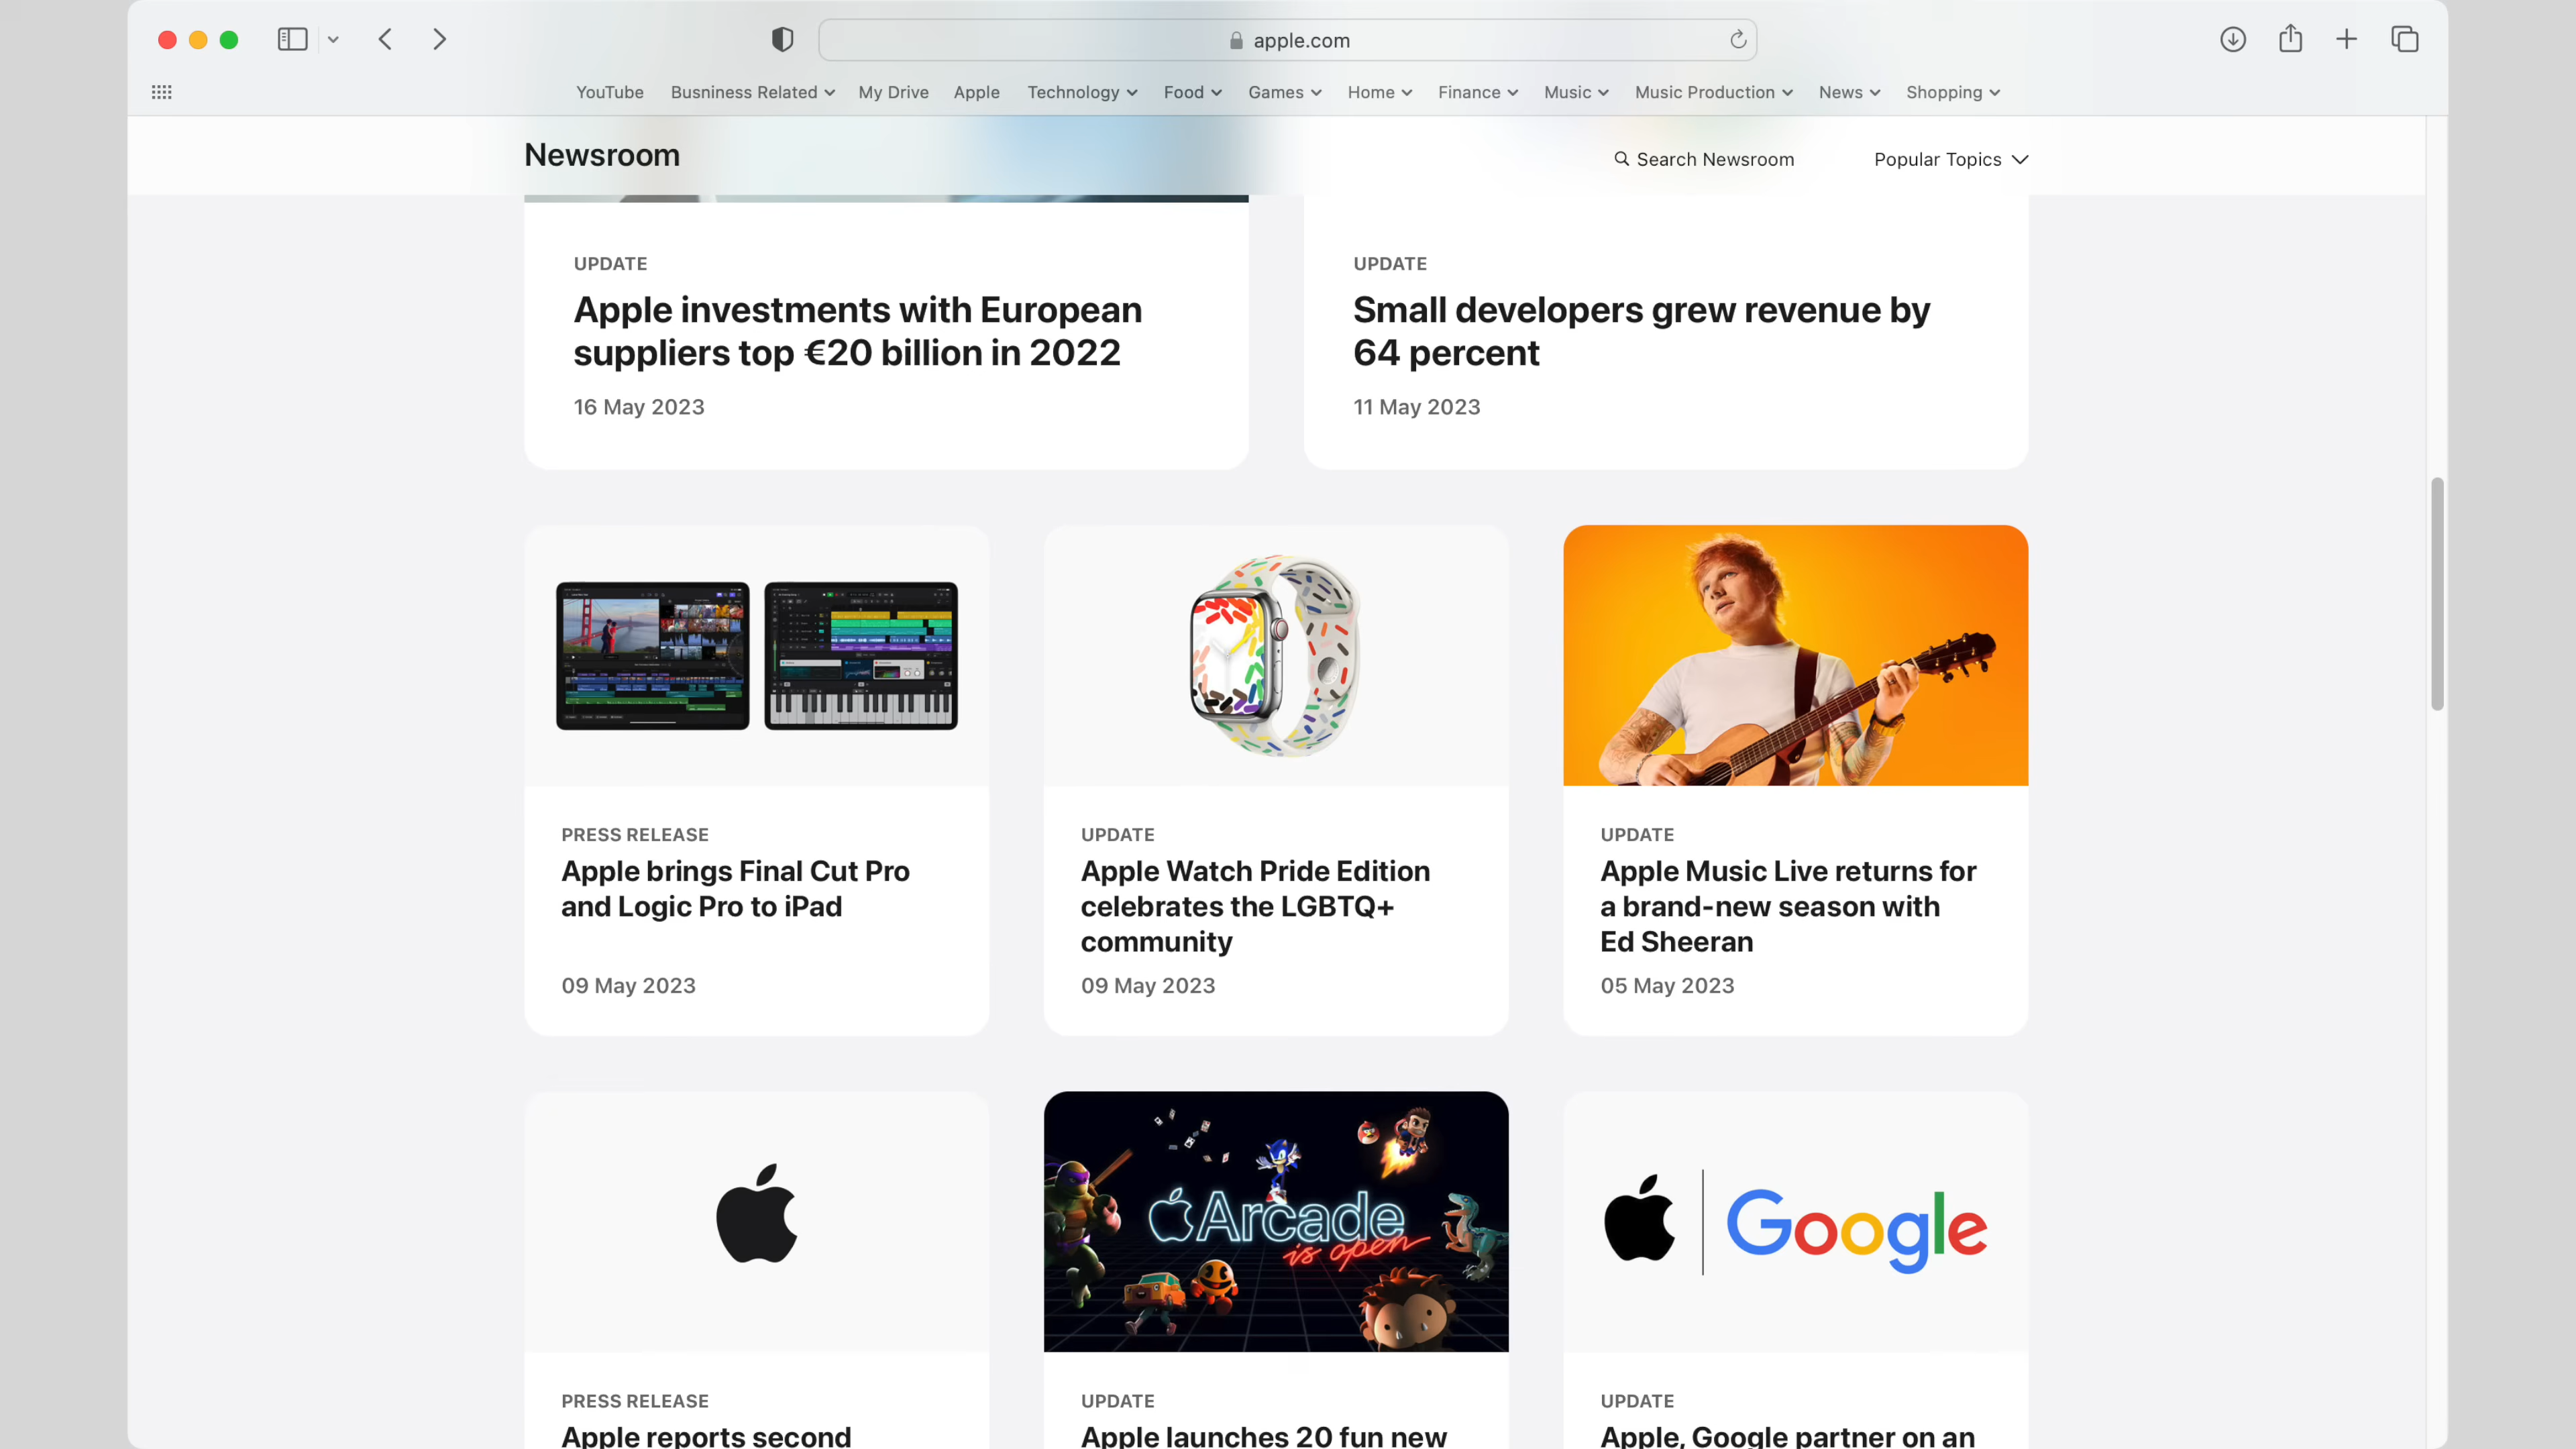 apple.com
YouTube Busniness Related My Drive Apple Technology Food Games Home Finance Music Music Production News Shopping
Newsroom
Search Newsroom
Popular Topics
UPDATE
Apple investments with European
suppliers top €20 billion in 2022
16 May 2023
UPDATE
Small developers grew revenue by
64 percent
11 May 2023
PRESS RELEASE
Apple brings Final Cut Pro
and Logic Pro to iPad
09 May 2023
UPDATE
Apple Watch Pride Edition
celebrates the LGBTQ+
community
09 May 2023
UPDATE
Apple Music Live returns for
a brand-new season with
Ed Sheeran
05 May 2023
Arcade
is open
Google
PRESS RELEASE
Apple reports second
UPDATE
Apple launches 20 fun new
UPDATE
Apple, Google partner on an